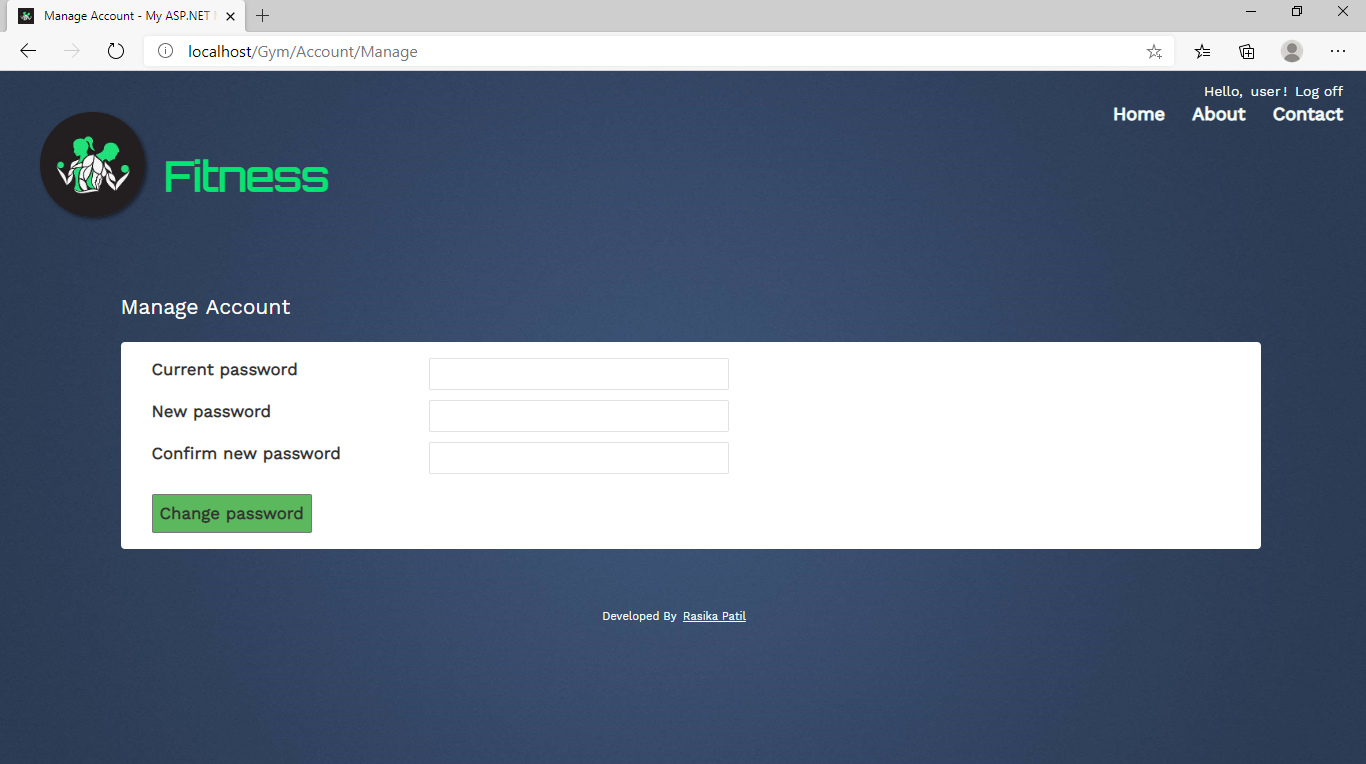 Manage Account - My ASP.NET
localhost/Gym/Account/Manage
Hello, user! Log off
Home About Contact
Fitness
Manage Account
Current password
New password
Confirm new password
Change password
Developed By Rasika Patil